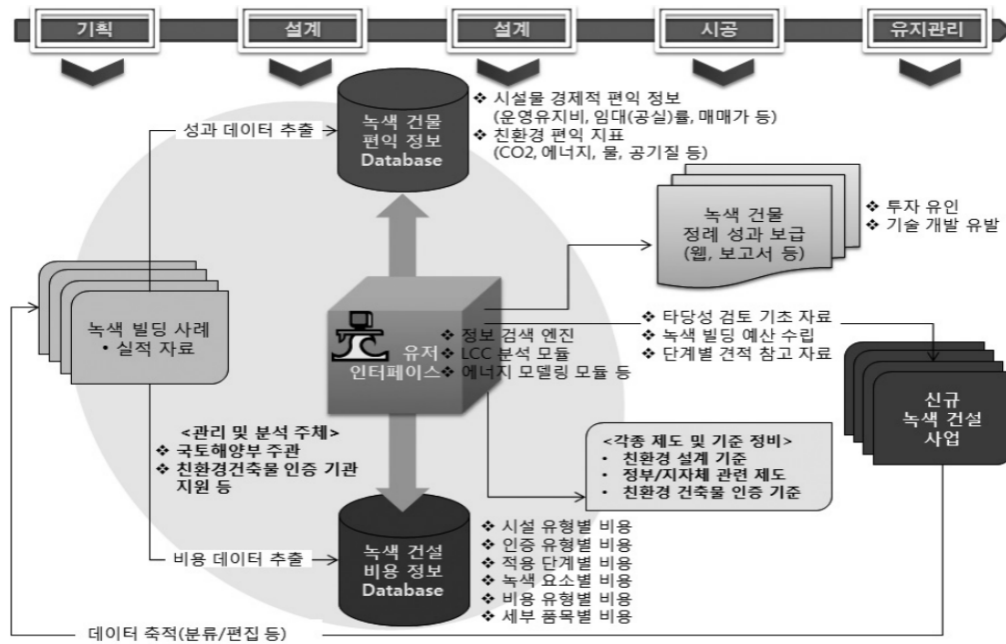 기획
설계
설계
시공
유지관리
성과 데이터 추출
녹색 건물
편익 정보
Database
❖ 시설물 경제적 편익 정보
(운영유지비, 임대(공실)률, 매매가 등)
❖ 친환경 편익 지표
(CO2, 에너지, 물, 공기질 등)
녹색 건물
정례 성과 보급
(웹, 보고서 등)
❖ 투자 유인
❖ 기술 개발 유발
녹색 빌딩 사례
• 실적 자료
유저
인터페이스
❖ 정보 검색 엔진
❖ LCC 분석 모듈
❖ 에너지 모델링 모듈 등
❖ 타당성 검토 기초 자료
❖ 녹색 빌딩 예산 수립
❖ 단계별 견적 참고 자료
신규
녹색 건설
사업
<관리 및 분석 주체>
❖ 국토해양부 주관
❖ 친환경건축물 인증 기관
지원 등
<각종 제도 및 기준 정비>
• 친환경 설계 기준
• 정부/지자체 관련 제도
• 친환경 건축물 인증 기준
비용 데이터 추출
녹색 건설
비용 정보
Database
❖ 시설 유형별 비용
❖ 인증 유형별 비용
❖ 적용 단계별 비용
❖ 녹색 요소별 비용
❖ 비용 유형별 비용
❖ 세부 품목별 비용
데이터 축적(분류/편집 등)